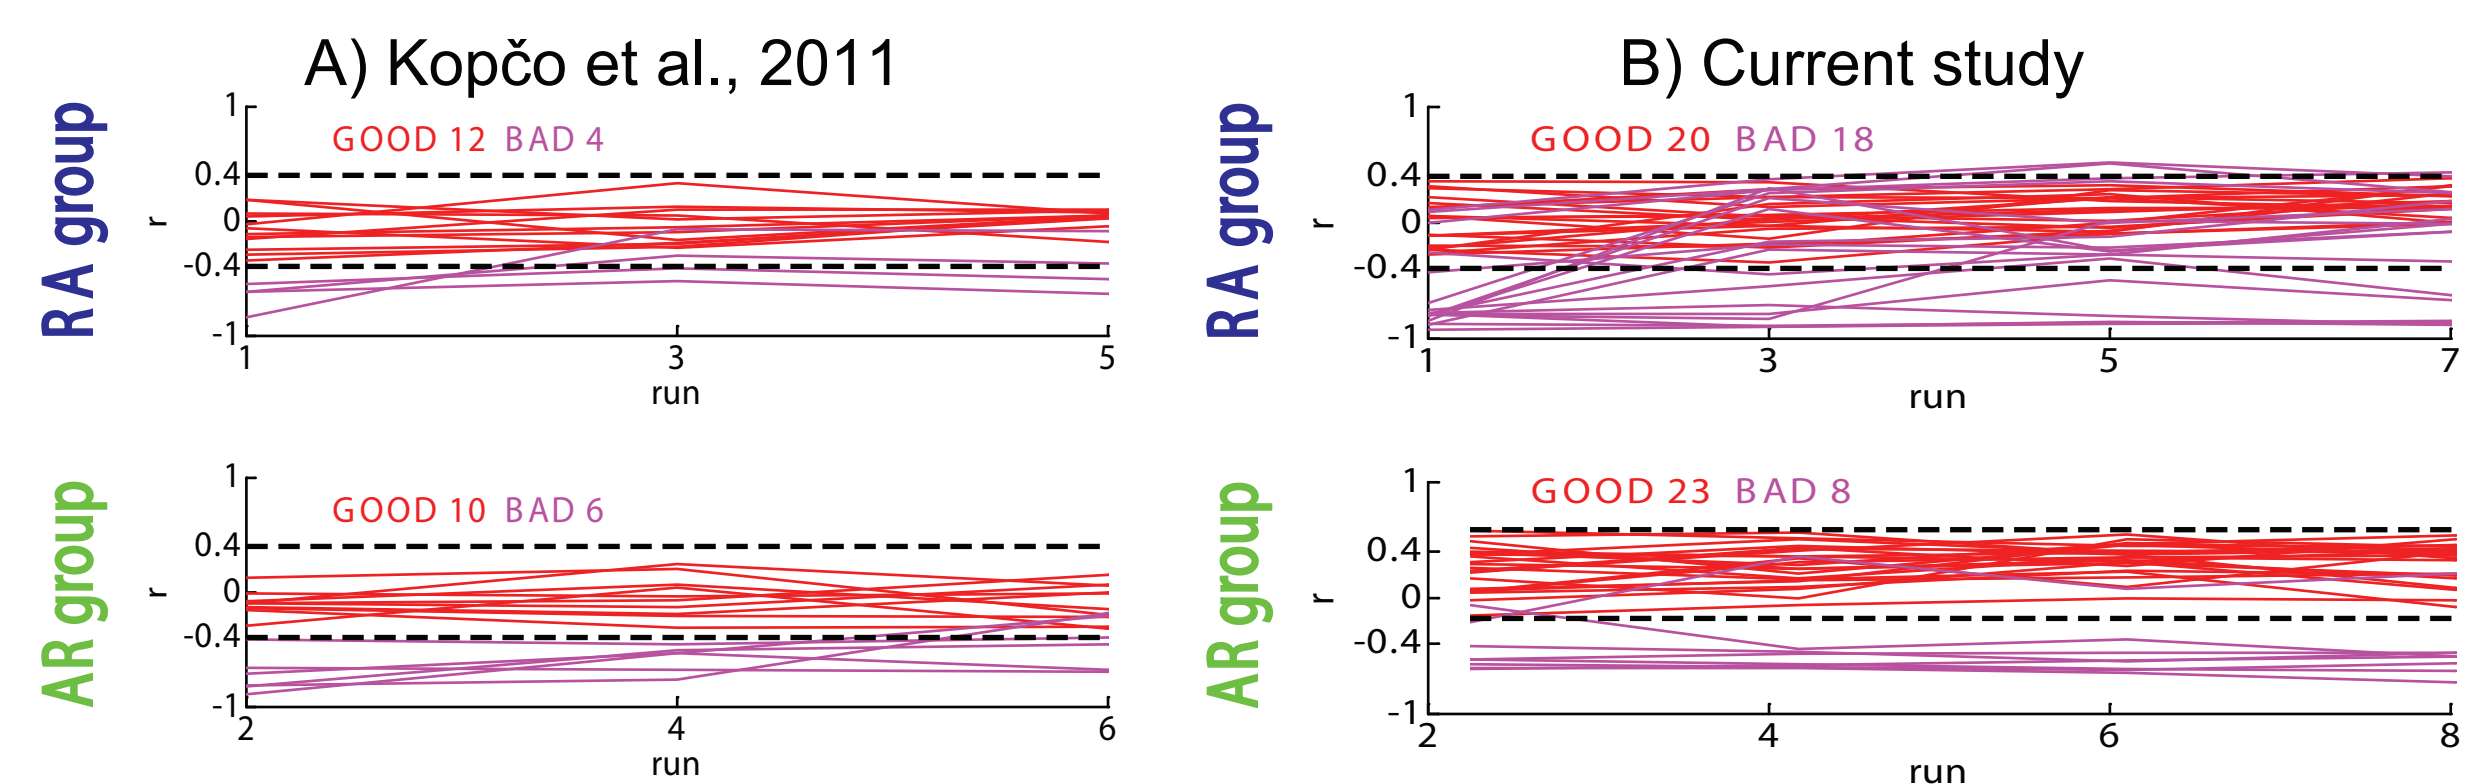 A) Kopčo et al., 2011
RA group
GOOD 12 BAD 4
1
0.4
0
-0.4
-1
r
1 3 5
run
B) Current study
RA group
GOOD 20 BAD 18
1
0.4
0
-0.4
-1
r
1 3 5 7
run
AR group
GOOD 10 BAD 6
1
0.4
0
-0.4
-1
r
2 4 6
run
AR group
GOOD 23 BAD 8
1
0.4
0
-0.4
-1
r
2 4 6 8
run